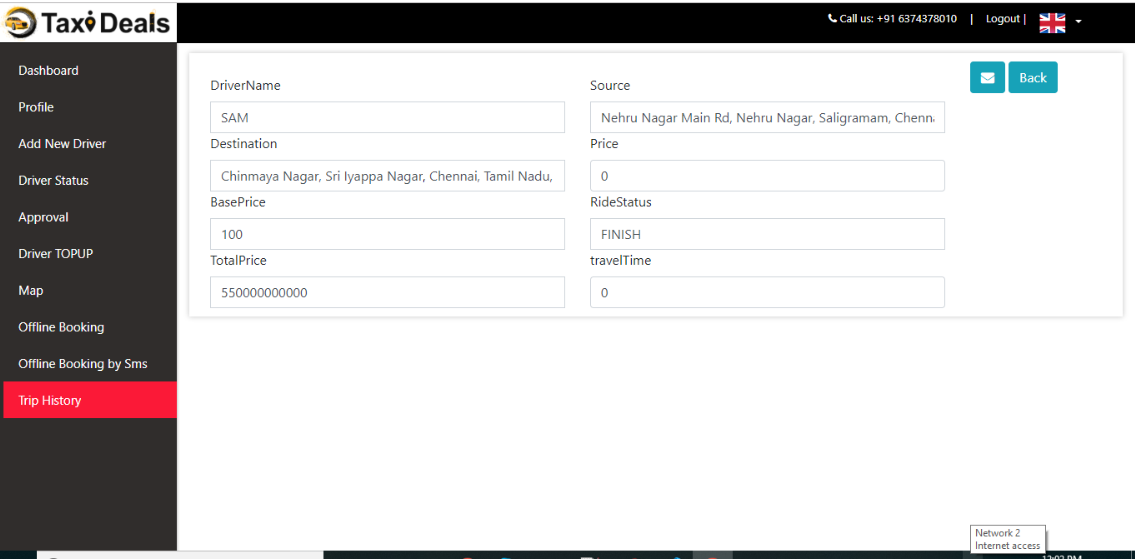 Taxi Deals
Call us: +91 6374378010 | Logout |
Dashboard
Profile
Add New Driver
Driver Status
Approval
Driver TOPUP
Map
Offline Booking
Offline Booking by Sms
Trip History
Back
DriverName
SAM
Source
Nehru Nagar Main Rd, Nehru Nagar, Saligramam, Chenn
Destination
Chinmaya Nagar, Sri Iyappa Nagar, Chennai, Tamil Nadu,
Price
0
BasePrice
100
RideStatus
FINISH
TotalPrice
550000000000
travelTime
0
Network 2
Internet access